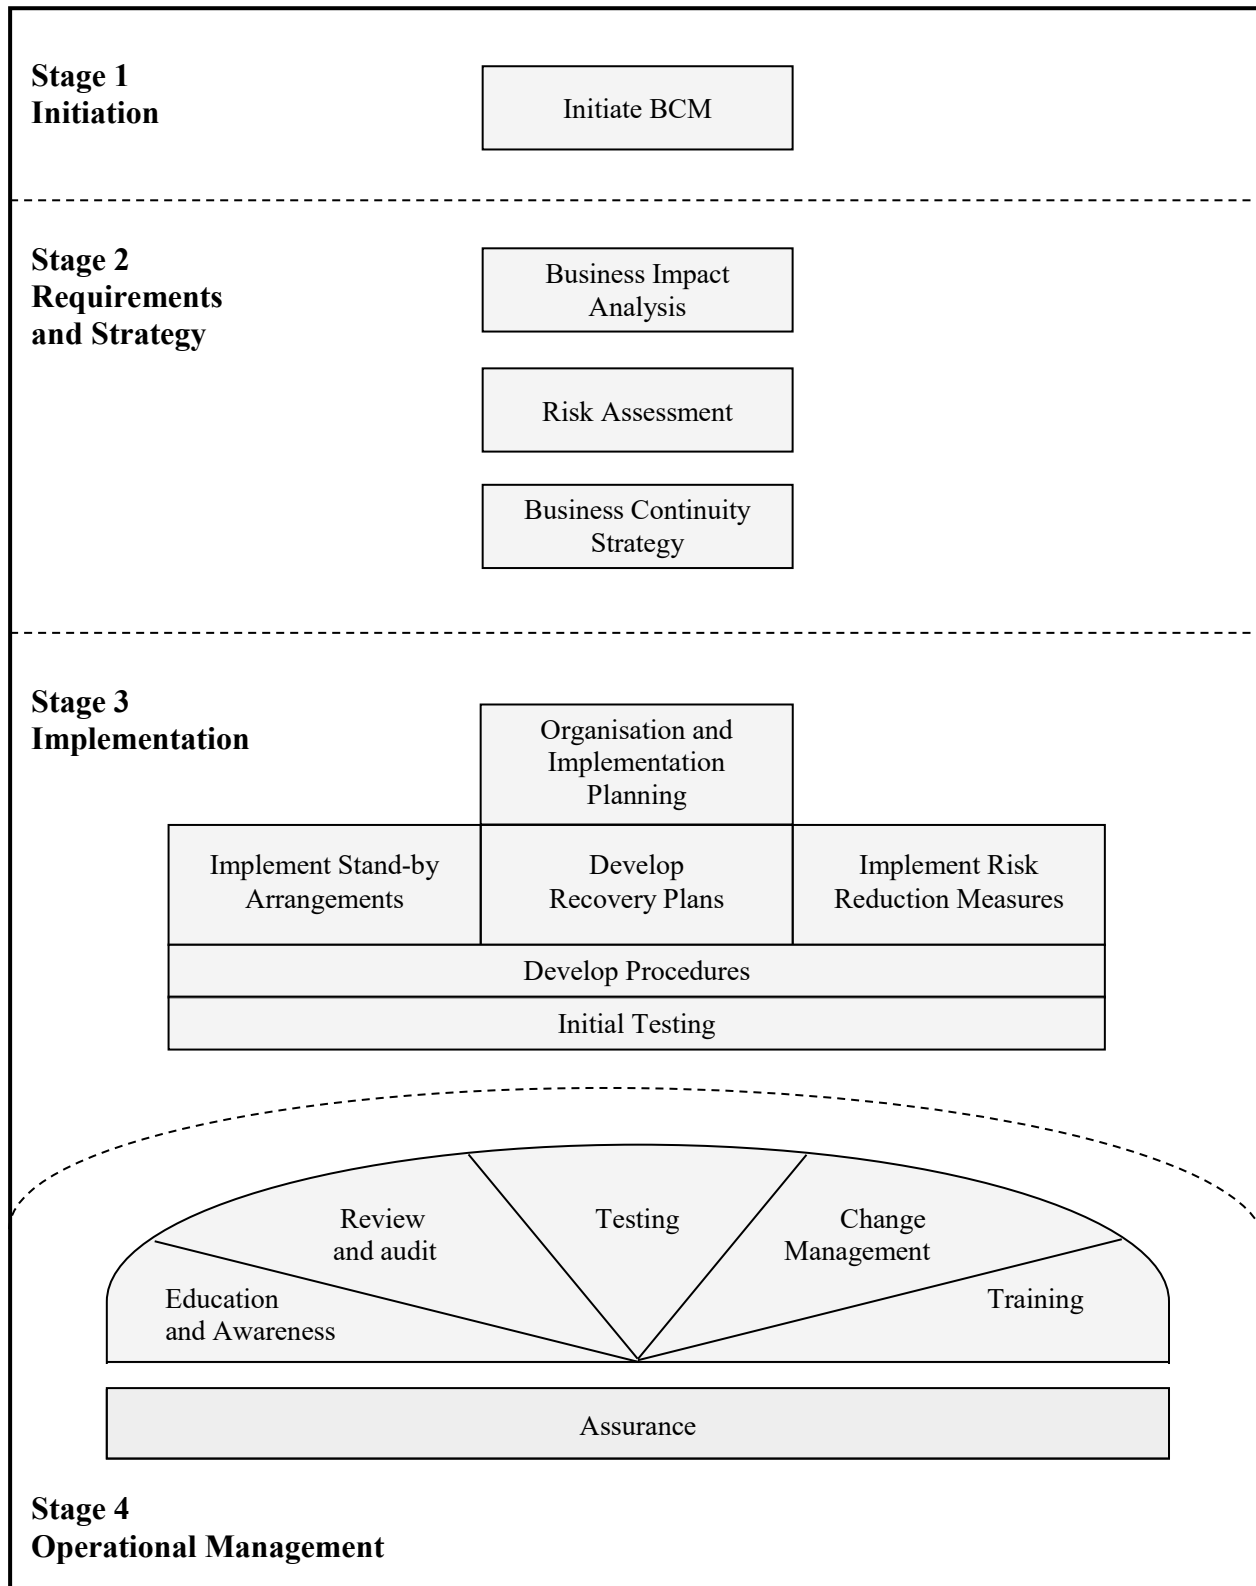 Stage 1
Initiation
Initiate BCM
Stage 2
Requirements
and Strategy
Business Impact
Analysis
Risk Assessment
Business Continuity
Strategy
Stage 3
Implementation
Organisation and
Implementation
Planning
Implement Stand-by
Arrangements
Develop
Recovery Plans
Implement Risk
Reduction Measures
Develop Procedures
Initial Testing
Education
and Awareness
Review
and audit
Testing
Change
Management
Training
Assurance
Stage 4
Operational Management